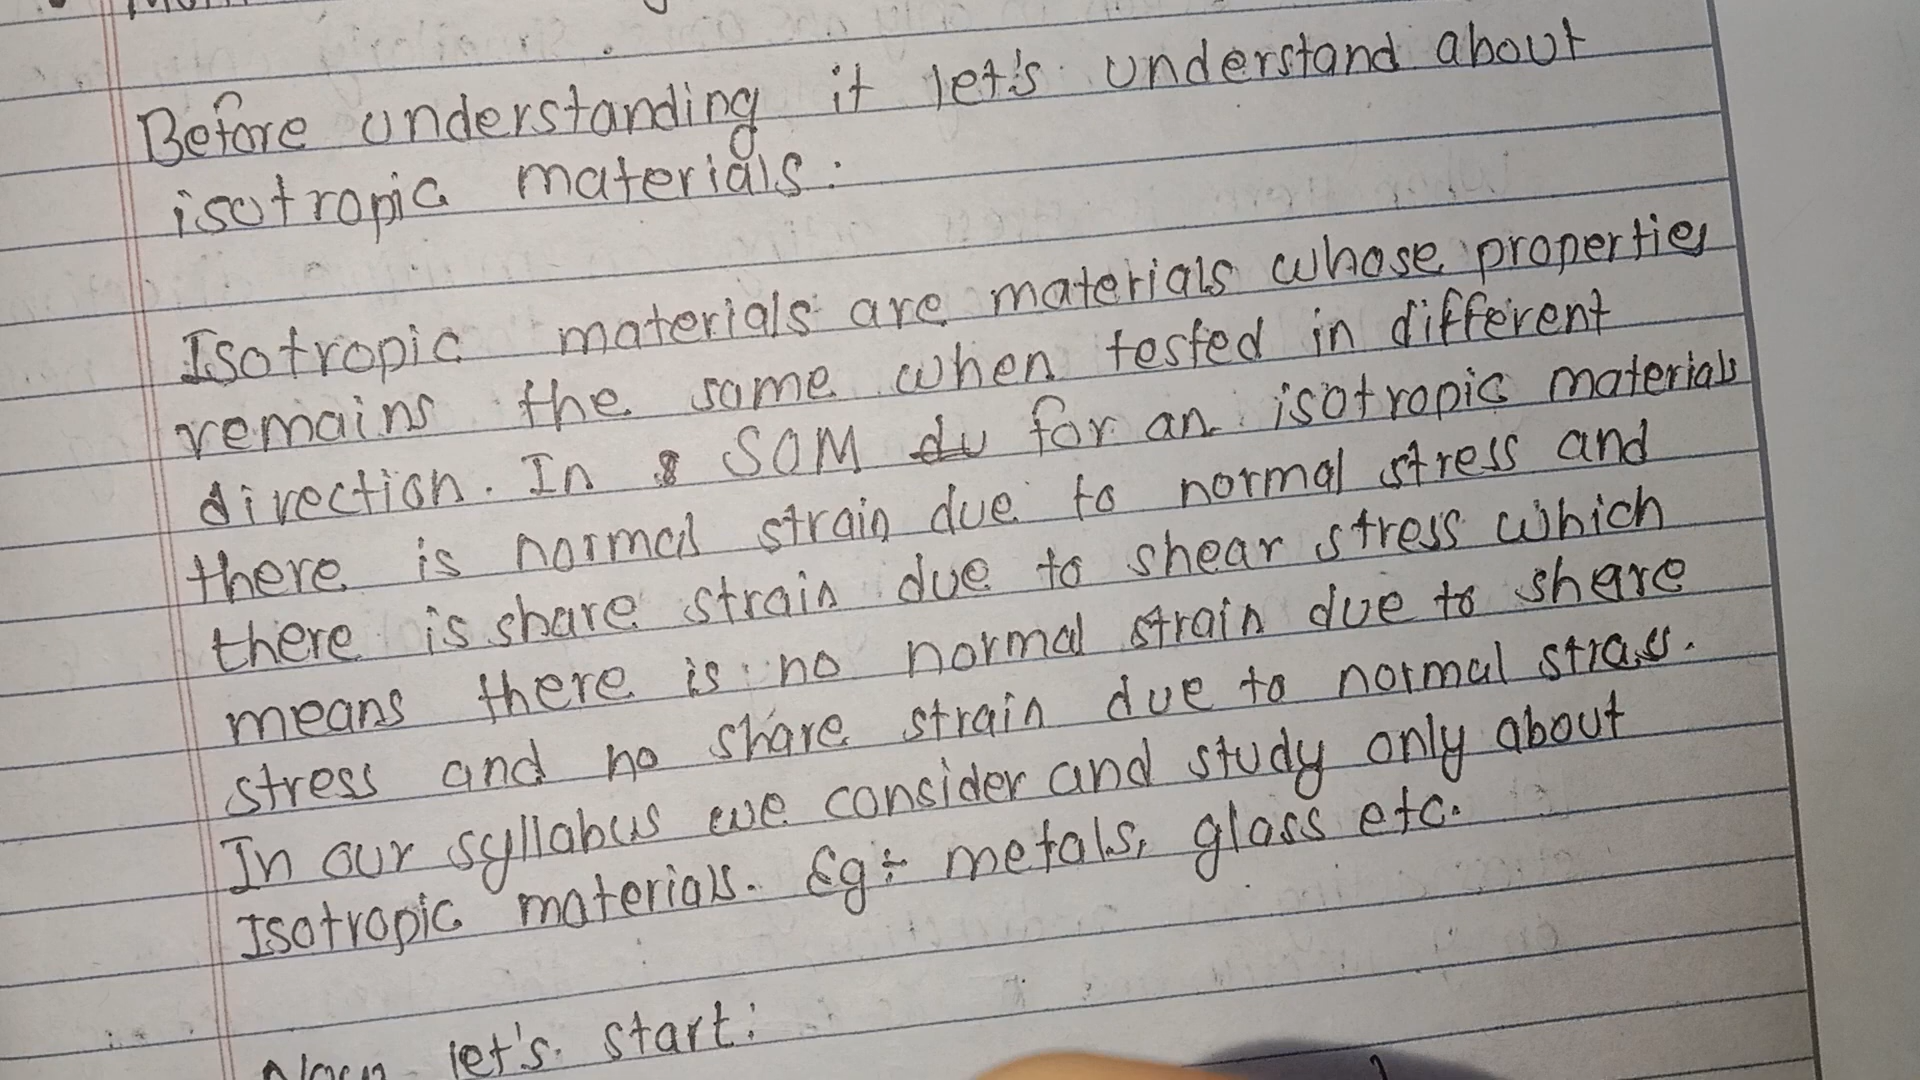 Before understanding it let's understand about
isotropic materials:
Isotropic materials are materials whose properties
remains the same when tested in different
direction. In SOM for an isotropic materials
there is normal strain due to normal stress and
there is share strain due to shear stress which
means there is no normal strain due to share
stress and no share strain due to normal stress.
In our syllabus we consider and study only about
Isotropic materials. Eg:- metals, glass etc.
Now let's start: